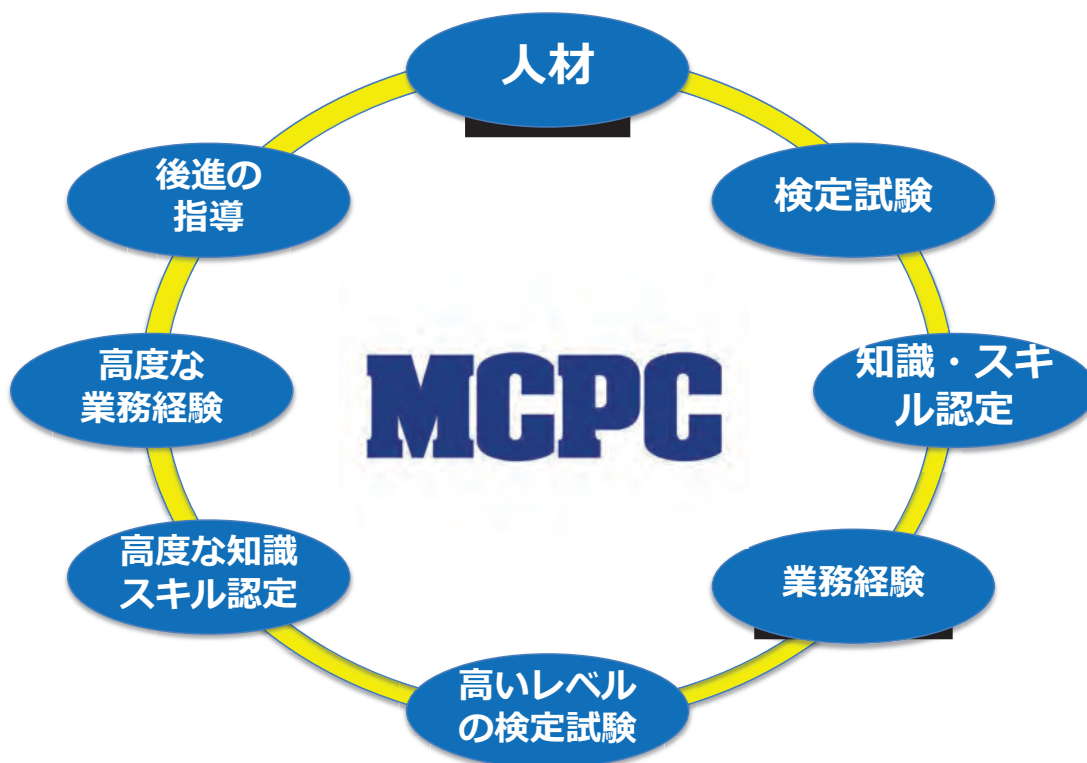 人材
検定試験
知識・スキ
ル認定
業務経験
高いレベル
の検定試験
高度な知識
スキル認定
高度な
業務経験
後進の
指導
MCPC